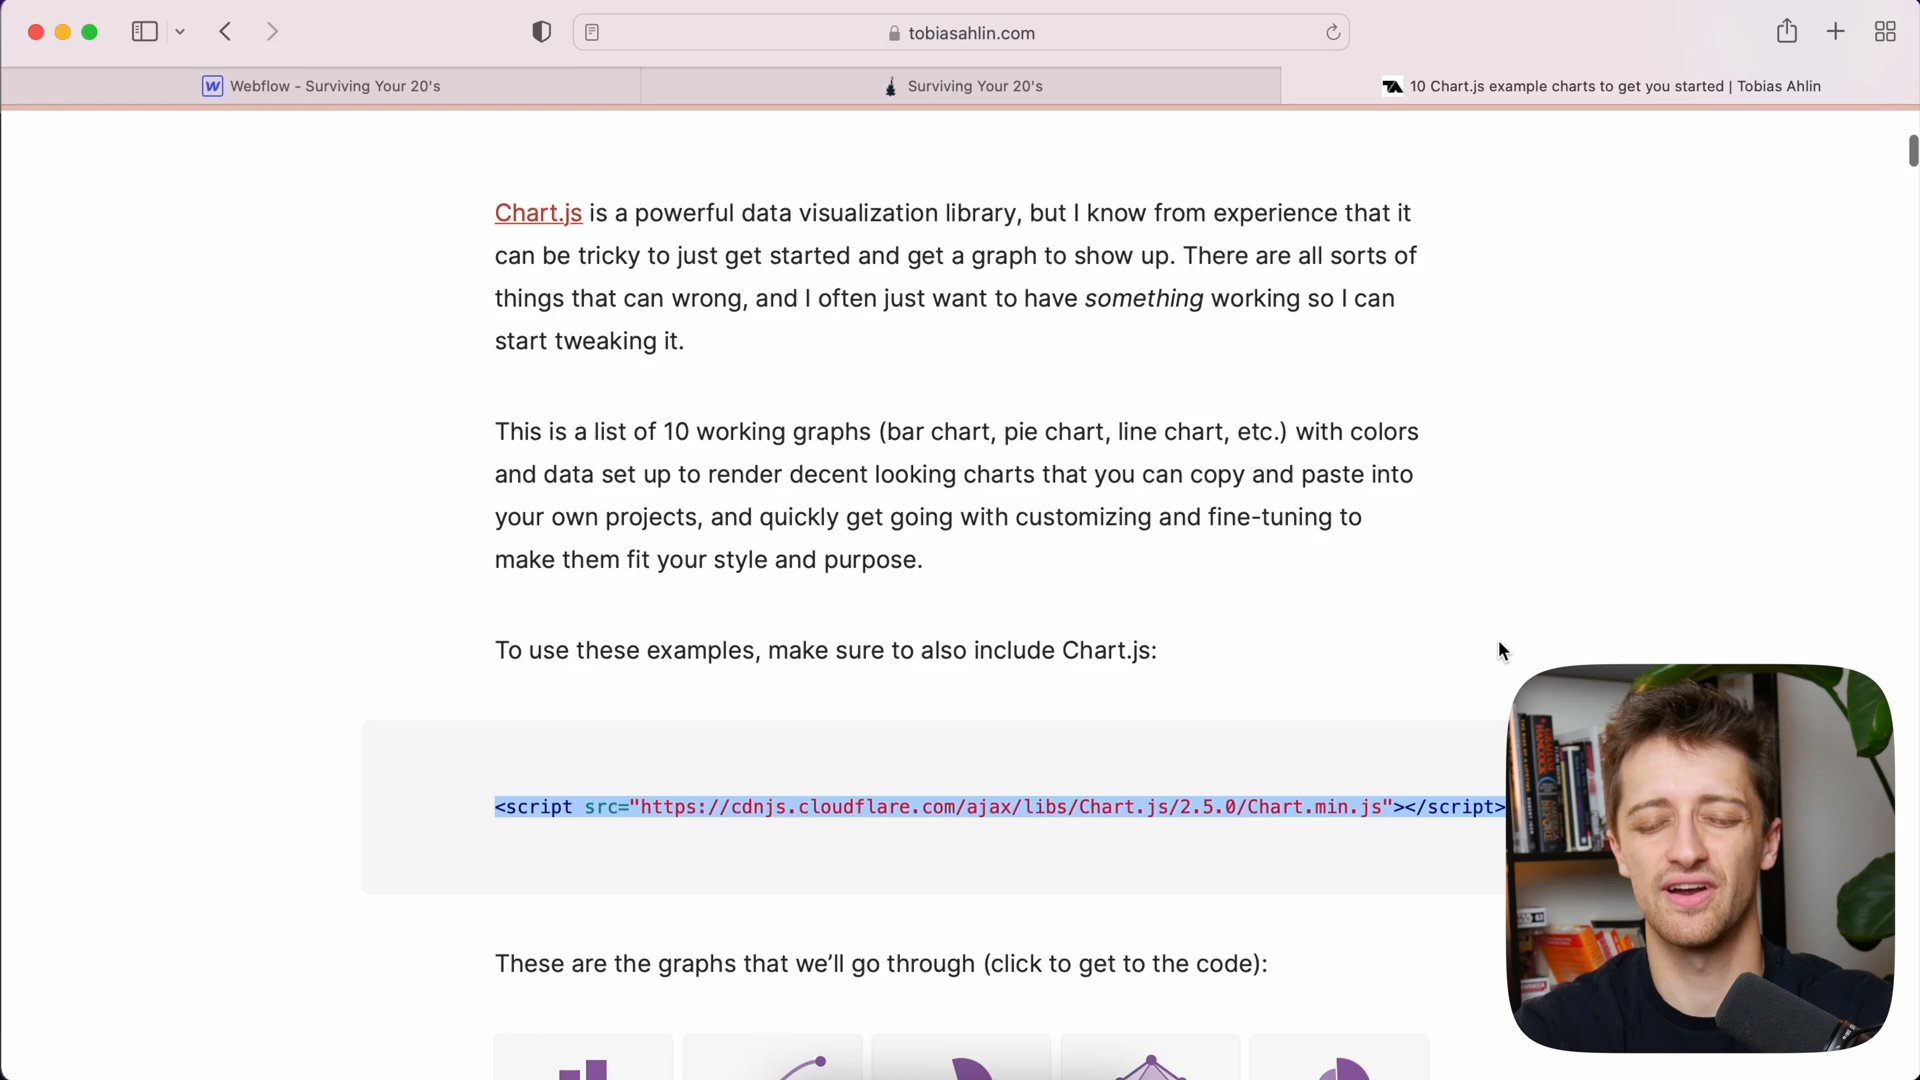 tobiasahlin.com
W Webflow - Surviving Your 20's
Surviving Your 20's
10 Chart.js example charts to get you started | Tobias Ahlin
Chart.js is a powerful data visualization library, but I know from experience that it
can be tricky to just get started and get a graph to show up. There are all sorts of
things that can wrong, and I often just want to have something working so I can
start tweaking it.
This is a list of 10 working graphs (bar chart, pie chart, line chart, etc.) with colors
and data set up to render decent looking charts that you can copy and paste into
your own projects, and quickly get going with customizing and fine-tuning to
make them fit your style and purpose.
To use these examples, make sure to also include Chart.js:
<script src="https://cdnjs.cloudflare.com/ajax/libs/Chart.js/2.5.0/Chart.min.js"></script>
These are the graphs that we’ll go through (click to get to the code):